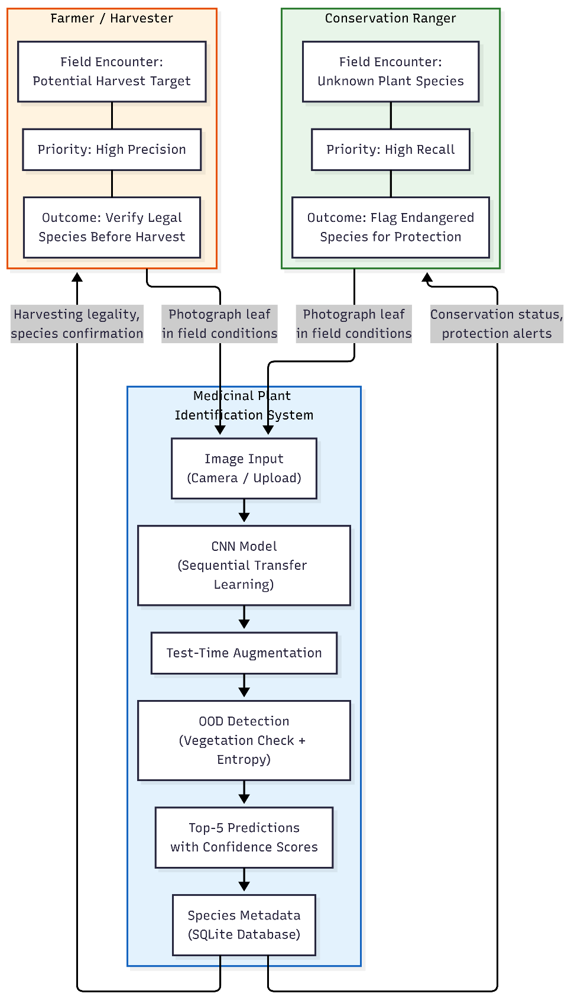 Farmer / Harvester
Field Encounter:
Potential Harvest Target
Priority: High Precision
Outcome: Verify Legal
Species Before Harvest
Conservation Ranger
Field Encounter:
Unknown Plant Species
Priority: High Recall
Outcome: Flag Endangered
Species for Protection
Harvesting legality,
species confirmation
Photograph leaf
in field conditions
Photograph leaf
in field conditions
Conservation status,
protection alerts
Medicinal Plant
Identification System
Image Input
(Camera / Upload)
CNN Model
(Sequential Transfer
Learning)
Test-Time Augmentation
OOD Detection
(Vegetation Check +
Entropy)
Top-5 Predictions
with Confidence Scores
Species Metadata
(SQLite Database)